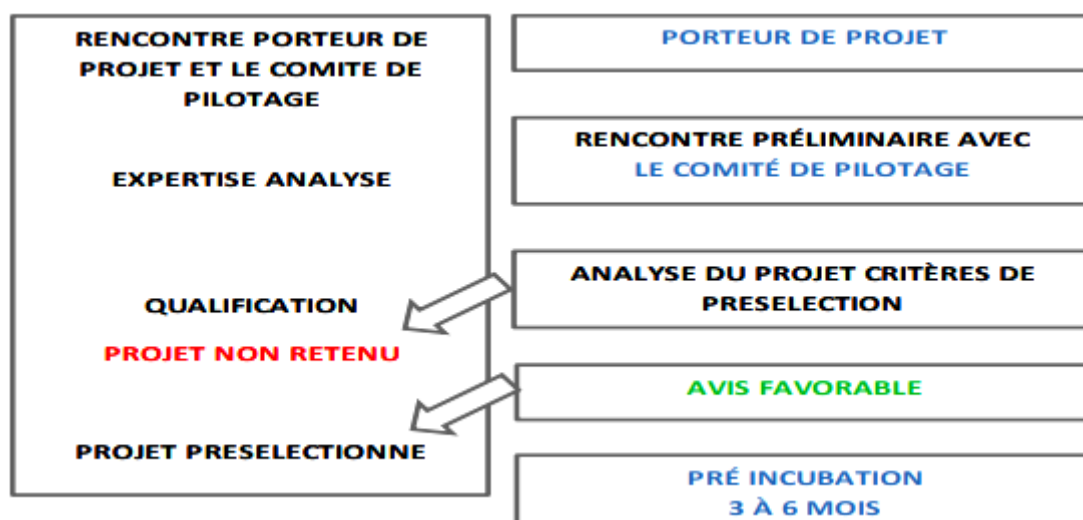 RENCONTRE PORTEUR DE
PROJET ET LE COMITE DE
PILOTAGE
EXPERTISE ANALYSE
QUALIFICATION
PROJET NON RETENU
PROJET PRESELECTIONNE
PORTEUR DE PROJET
RENCONTRE PRÉLIMINAIRE AVEC
LE COMITÉ DE PILOTAGE
ANALYSE DU PROJET CRITÈRES DE
PRESELECTION
AVIS FAVORABLE
PRÉ INCUBATION
3 À 6 MOIS